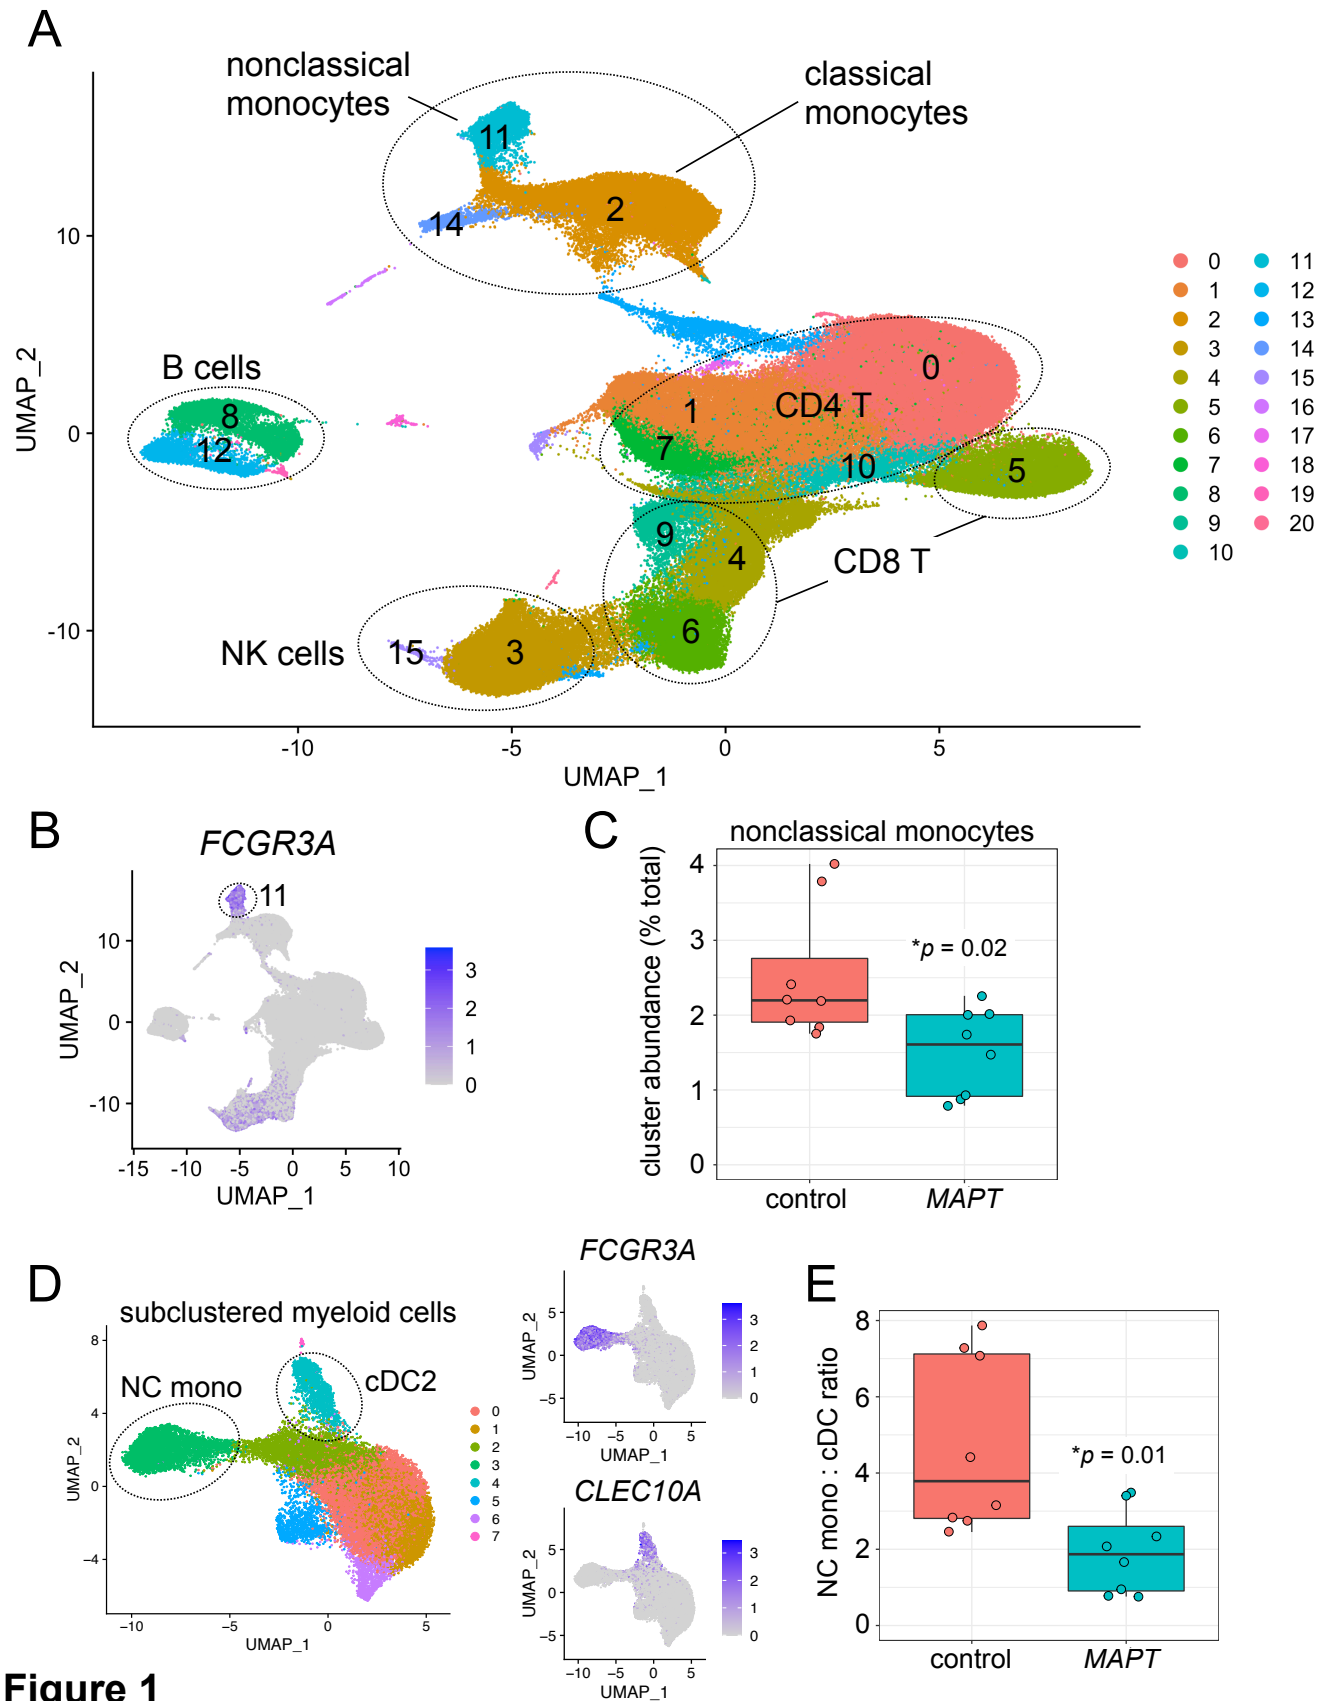 A
nonclassical
monocytes
classical
monocytes
11
2
14
10
0
-10
UMAP_2
B cells
8
12
0
1
CD4 T
7
10
5
9
4
CD8 T
6
NK cells
15
3
-10
-5
0
5
UMAP_1
0
1
2
3
4
5
6
7
8
9
10
11
12
13
14
15
16
17
18
19
20
B
FCGR3A
11
10
0
-10
UMAP_2
-15
-10
-5
0
5
10
UMAP_1
3
2
1
0
C
nonclassical monocytes
cluster abundance (% total)
4
3
2
1
0
*p = 0.02
control
MAPT
D
subclustered myeloid cells
NC mono
cDC2
8
4
0
−4
UMAP_2
−10
−5
0
5
UMAP_1
0
1
2
3
4
5
6
7
FCGR3A
5
0
−5
UMAP_2
−10
−5
0
5
UMAP_1
3
2
1
0
CLEC10A
5
0
−5
UMAP_2
−10
−5
0
5
UMAP_1
3
2
1
0
E
NC mono : cDC ratio
8
6
4
2
0
*p = 0.01
control
MAPT
Figure 1